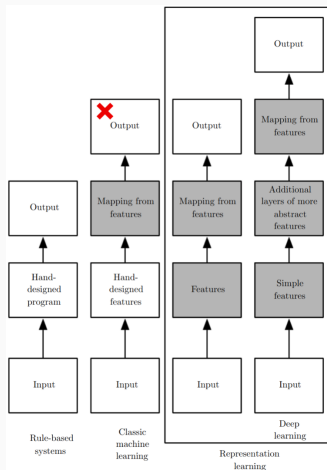 Output
Output
Output
Output
Mapping from
features
Mapping from
features
Mapping from
features
Additional
layers of more
abstract
features
Hand-
designed
program
Hand-
designed
features
Features
Simple
features
Input
Input
Input
Input
Rule-based
systems
Classic
machine
learning
Deep
learning
Representation
learning